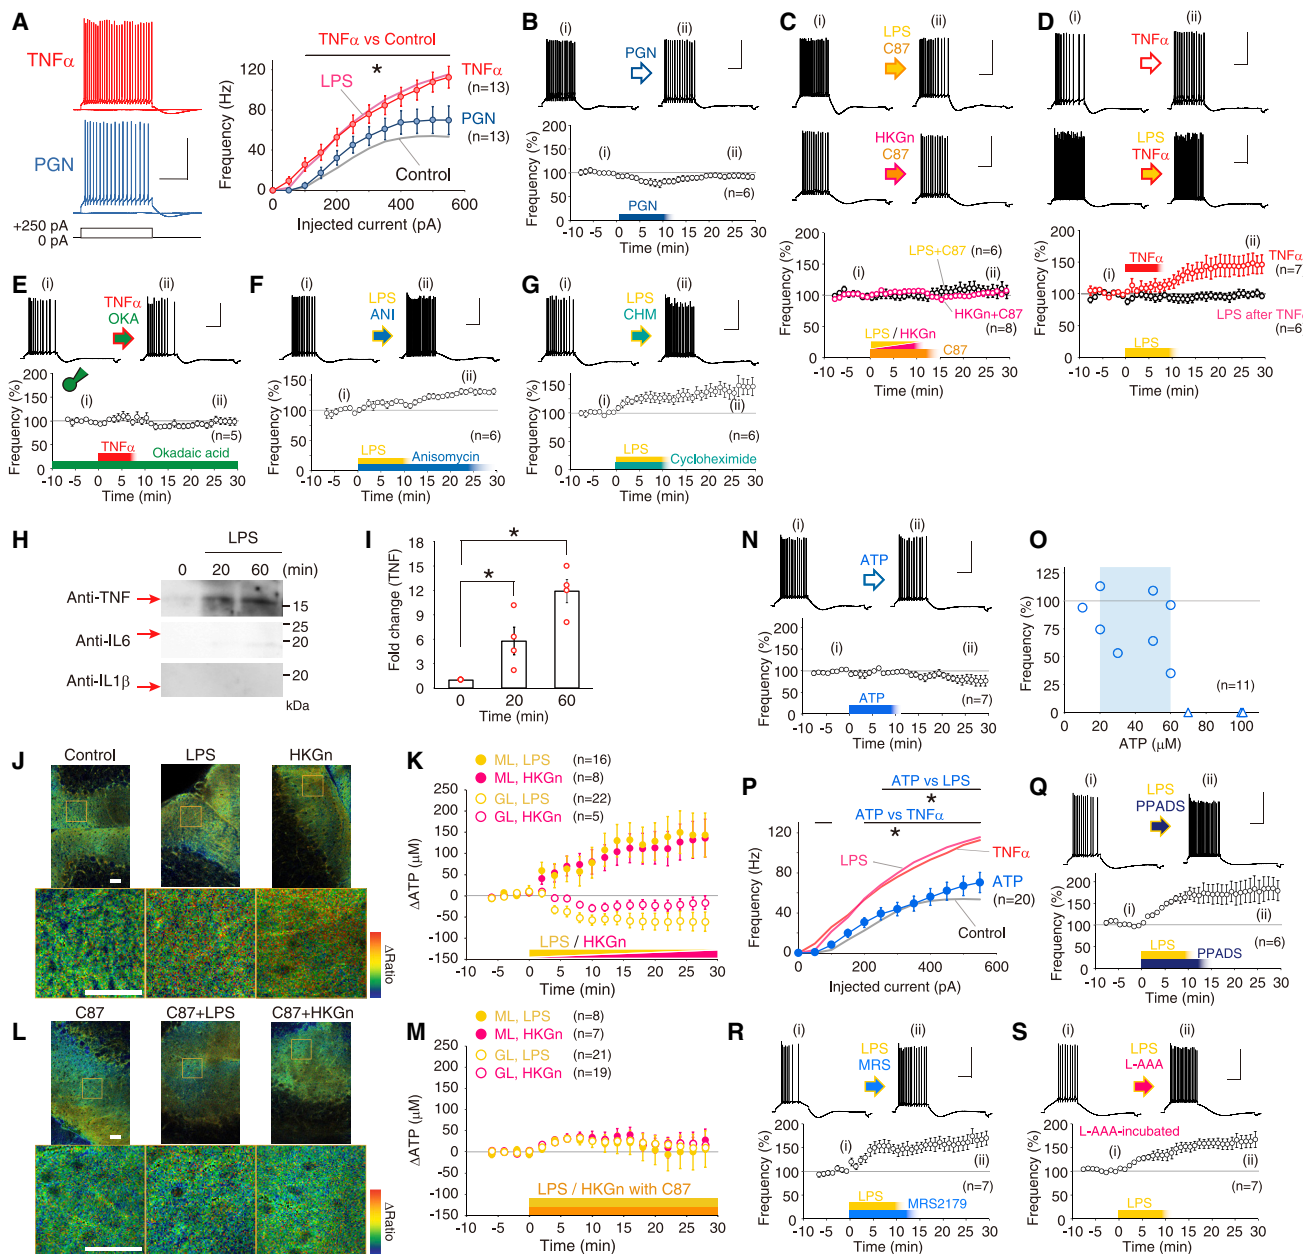 A
TNFα
PGN
+250 pA
0 pA
TNFα vs Control
*
LPS
TNFα
(n=13)
PGN
(n=13)
Control
Frequency (Hz)
120
80
40
0
0 200 400 600
Injected current (pA)
B
(i) (ii)
PGN
Frequency (%)
150
100
50
0
(i) (ii)
(n=6)
PGN
-10 -5 0 5 10 15 20 25 30
Time (min)
C
(i) (ii)
LPS
C87
HKGn
C87
Frequency (%)
200
150
100
50
0
LPS+C87 (n=6)
(i) (ii)
HKGn+C87
(n=8)
LPS / HKGn
C87
-10 -5 0 5 10 15 20 25 30
Time (min)
D
(i) (ii)
TNFα
LPS
TNFα
Frequency (%)
200
150
100
50
0
TNFα
(i) (ii)
TNFα
(n=7
LPS after TNF
(n=6
LPS
-10 -5 0 5 10 15 20 25 30
Time (min)
E
(i) (ii)
TNFα
OKA
Frequency (%)
200
150
100
50
0
(i) (ii)
(n=5)
TNFα
Okadaic acid
-10 -5 0 5 10 15 20 25 30
Time (min)
F
(i) (ii)
LPS
ANI
Frequency (%)
150
100
50
0
(i) (ii)
(n=6)
LPS
Anisomycin
-10 -5 0 5 10 15 20 25 30
Time (min)
G
(i) (ii)
LPS
CHM
Frequency (%)
150
100
50
0
(i) (ii)
(n=6)
LPS
Cycloheximide
-10 -5 0 5 10 15 20 25 30
Time (min)
H
LPS
0 20 60 (min)
Anti-TNF
15
25
Anti-IL6
20
20
Anti-IL1β
kDa
I
Fold change (TNF)
18
15
12
9
6
3
1
*
*
0 20 60
Time (min)
J
Control LPS HKGn
ΔRatio
K
ML, LPS (n=16)
ML, HKGn (n=8)
GL, LPS (n=22)
GL, HKGn (n=5)
ΔATP (μM)
250
200
150
100
50
0
-50
-100
-150
LPS / HKGn
-10 -5 0 5 10 15 20 25 30
Time (min)
L
C87 C87+LPS C87+HKGn
ΔRatio
M
ML, LPS (n=8)
ML, HKGn (n=7)
GL, LPS (n=21)
GL, HKGn (n=19)
ΔATP (μM)
250
200
150
100
50
0
-50
-100
-150
LPS / HKGn with C87
-10 -5 0 5 10 15 20 25 30
Time (min)
N
(i) (ii)
ATP
Frequency (%)
150
100
50
0
(i) (ii)
(n=7)
ATP
-10 -5 0 5 10 15 20 25 30
Time (min)
O
Frequency (%)
125
100
75
50
25
0
(n=11)
0 20 40 60 80 100
ATP (μM)
P
ATP vs LPS
*
ATP vs TNFα
*
LPS
TNFα
ATP
(n=20)
Control
Frequency (Hz)
120
80
40
0
0 200 400 600
Injected current (pA)
Q
(i) (ii)
LPS
PPADS
Frequency (%)
200
150
100
50
0
(i) (ii)
(n=6)
LPS
PPADS
-10 -5 0 5 10 15 20 25 30
Time (min)
R
(i) (ii)
LPS
MRS
Frequency (%)
200
150
100
50
0
(i) (ii)
(n=7)
LPS
MRS2179
-10 -5 0 5 10 15 20 25 30
Time (min)
S
(i) (ii)
LPS
L-AAA
L-AAA-incubated
Frequency (%)
200
150
100
50
0
(i) (ii)
(n=7)
LPS
-10 -5 0 5 10 15 20 25 30
Time (min)